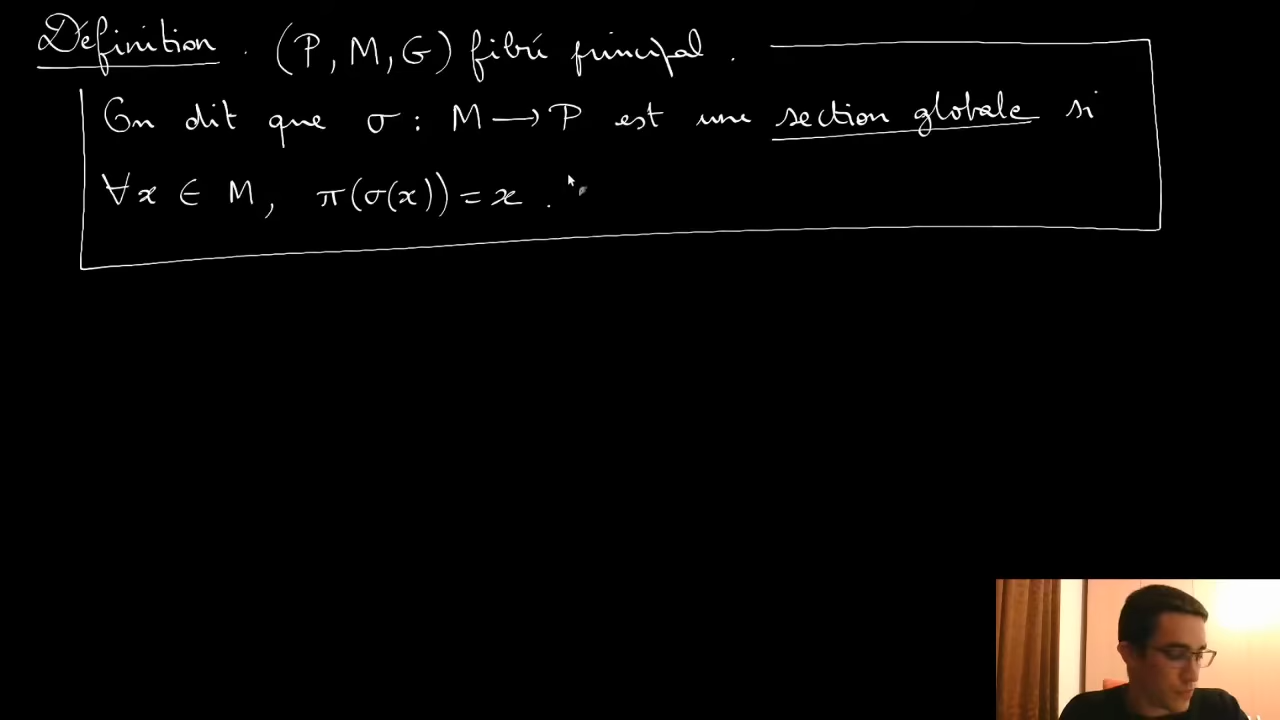 Définition. (P, M, G) fibré principal.
On dit que σ : M → P est une section globale si
∀x ∈ M, π(σ(x)) = x.